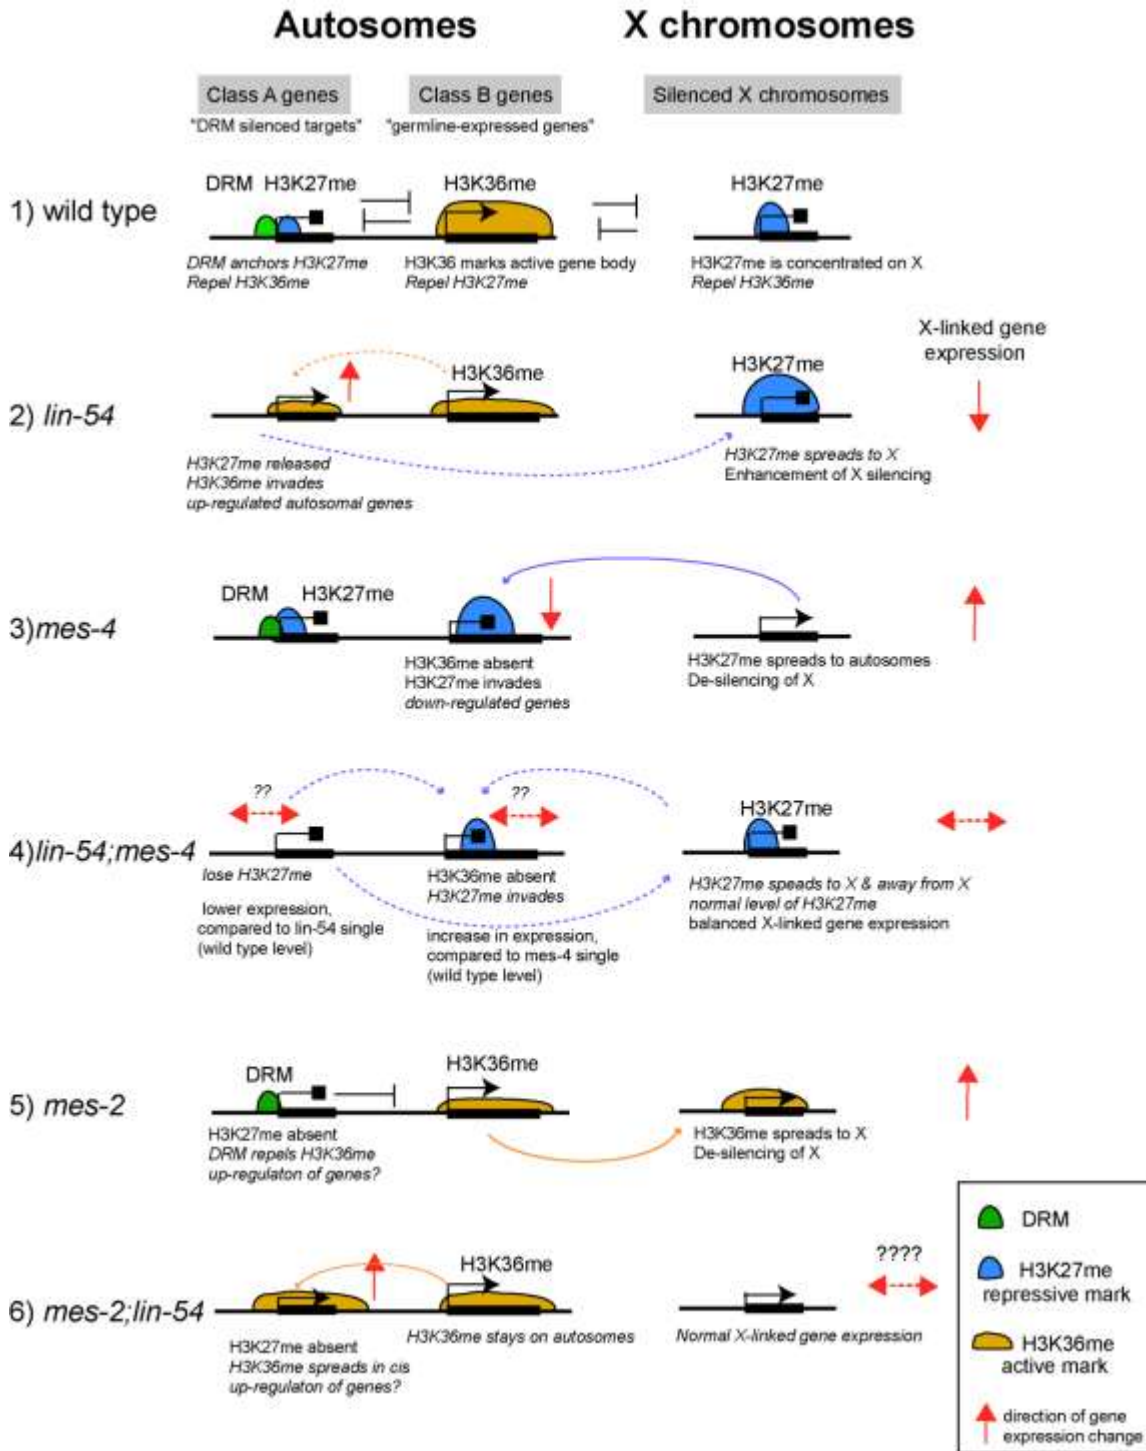 Autosomes
X chromosomes
Class A genes
Class B genes
Silenced X chromosomes
"DRM silenced targets"
"germline-expressed genes"
1) wild type
DRM H3K27me
H3K36me
H3K27me
DRM anchors H3K27me
Repel H3K36me
H3K36 marks active gene body
Repel H3K27me
H3K27me is concentrated on X
Repel H3K36me
X-linked gene
expression
2) lin-54
H3K36me
H3K27me
H3K27me released
H3K36me invades
up-regulated autosomal genes
H3K27me spreads to X
Enhancement of X silencing
3)mes-4
DRM
H3K27me
H3K36me absent
H3K27me invades
down-regulated genes
H3K27me spreads to autosomes
De-silencing of X
4)lin-54;mes-4
??
??
H3K27me
lose H3K27me
lower expression,
compared to lin-54 single
(wild type level)
H3K36me absent
H3K27me invades
increase in expression,
compared to mes-4 single
(wild type level)
H3K27me speads to X & away from X
normal level of H3K27me
balanced X-linked gene expression
5) mes-2
DRM
H3K36me
H3K27me absent
DRM repels H3K36me
up-regulaton of genes?
H3K36me spreads to X
De-silencing of X
6) mes-2;lin-54
H3K36me
????
H3K27me absent
H3K36me spreads in cis
up-regulaton of genes?
H3K36me stays on autosomes
Normal X-linked gene expression
DRM
H3K27me
repressive mark
H3K36me
active mark
direction of gene
expression change